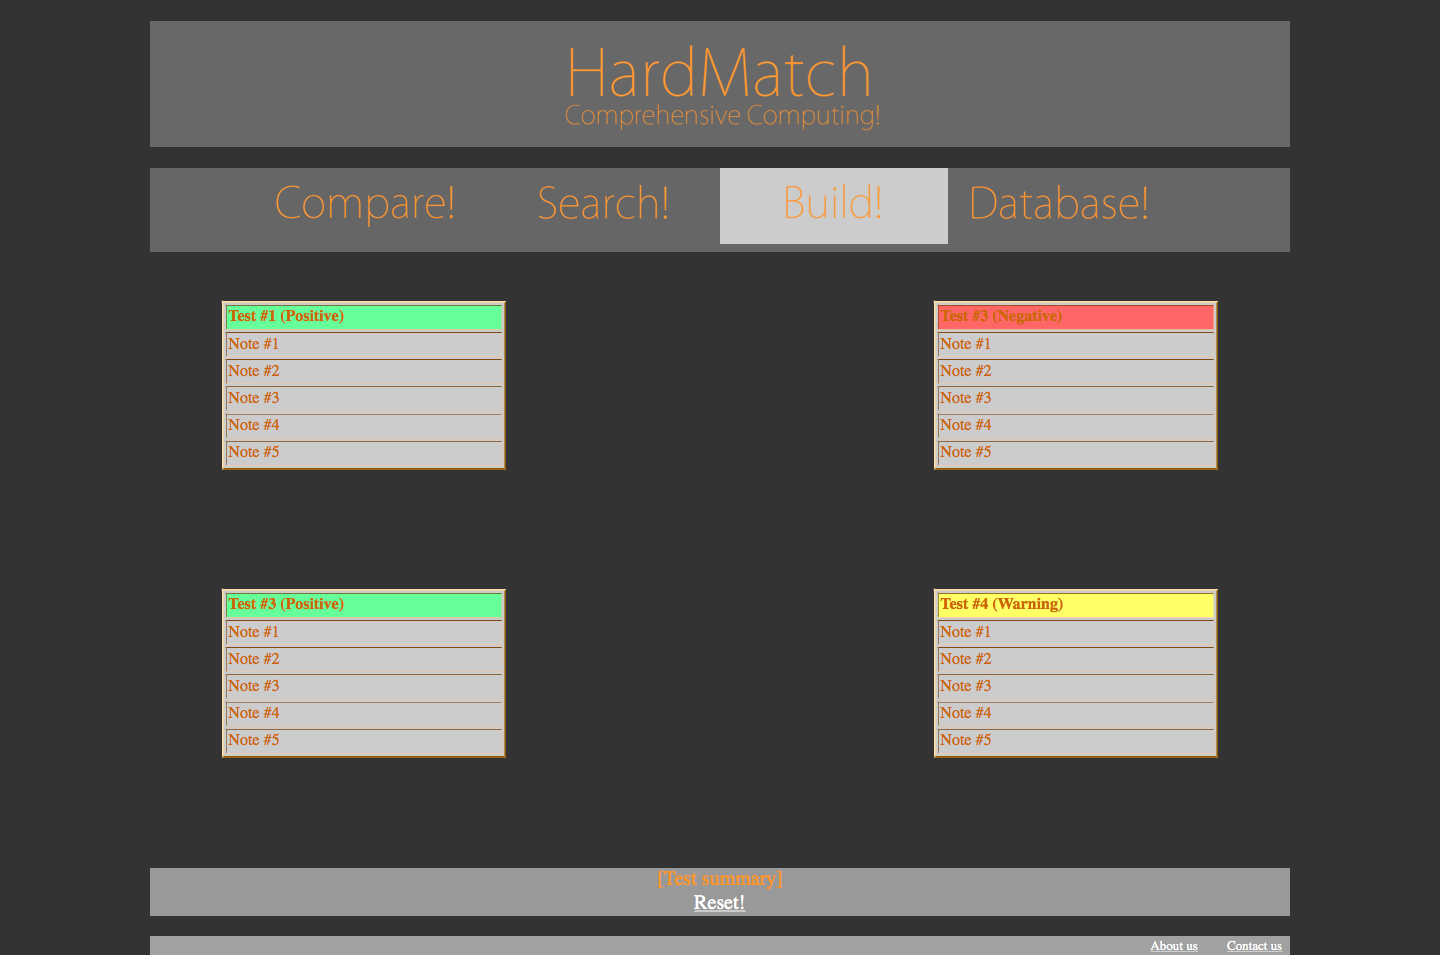 HardMatch
Comprehensive Computing!
Compare! Search! Build! Database!
Test #1 (Positive)
Note #1
Note #2
Note #3
Note #4
Note #5
Test #3 (Negative)
Note #1
Note #2
Note #3
Note #4
Note #5
Test #3 (Positive)
Note #1
Note #2
Note #3
Note #4
Note #5
Test #4 (Warning)
Note #1
Note #2
Note #3
Note #4
Note #5
[Test summary]
Reset!
About us Contact us